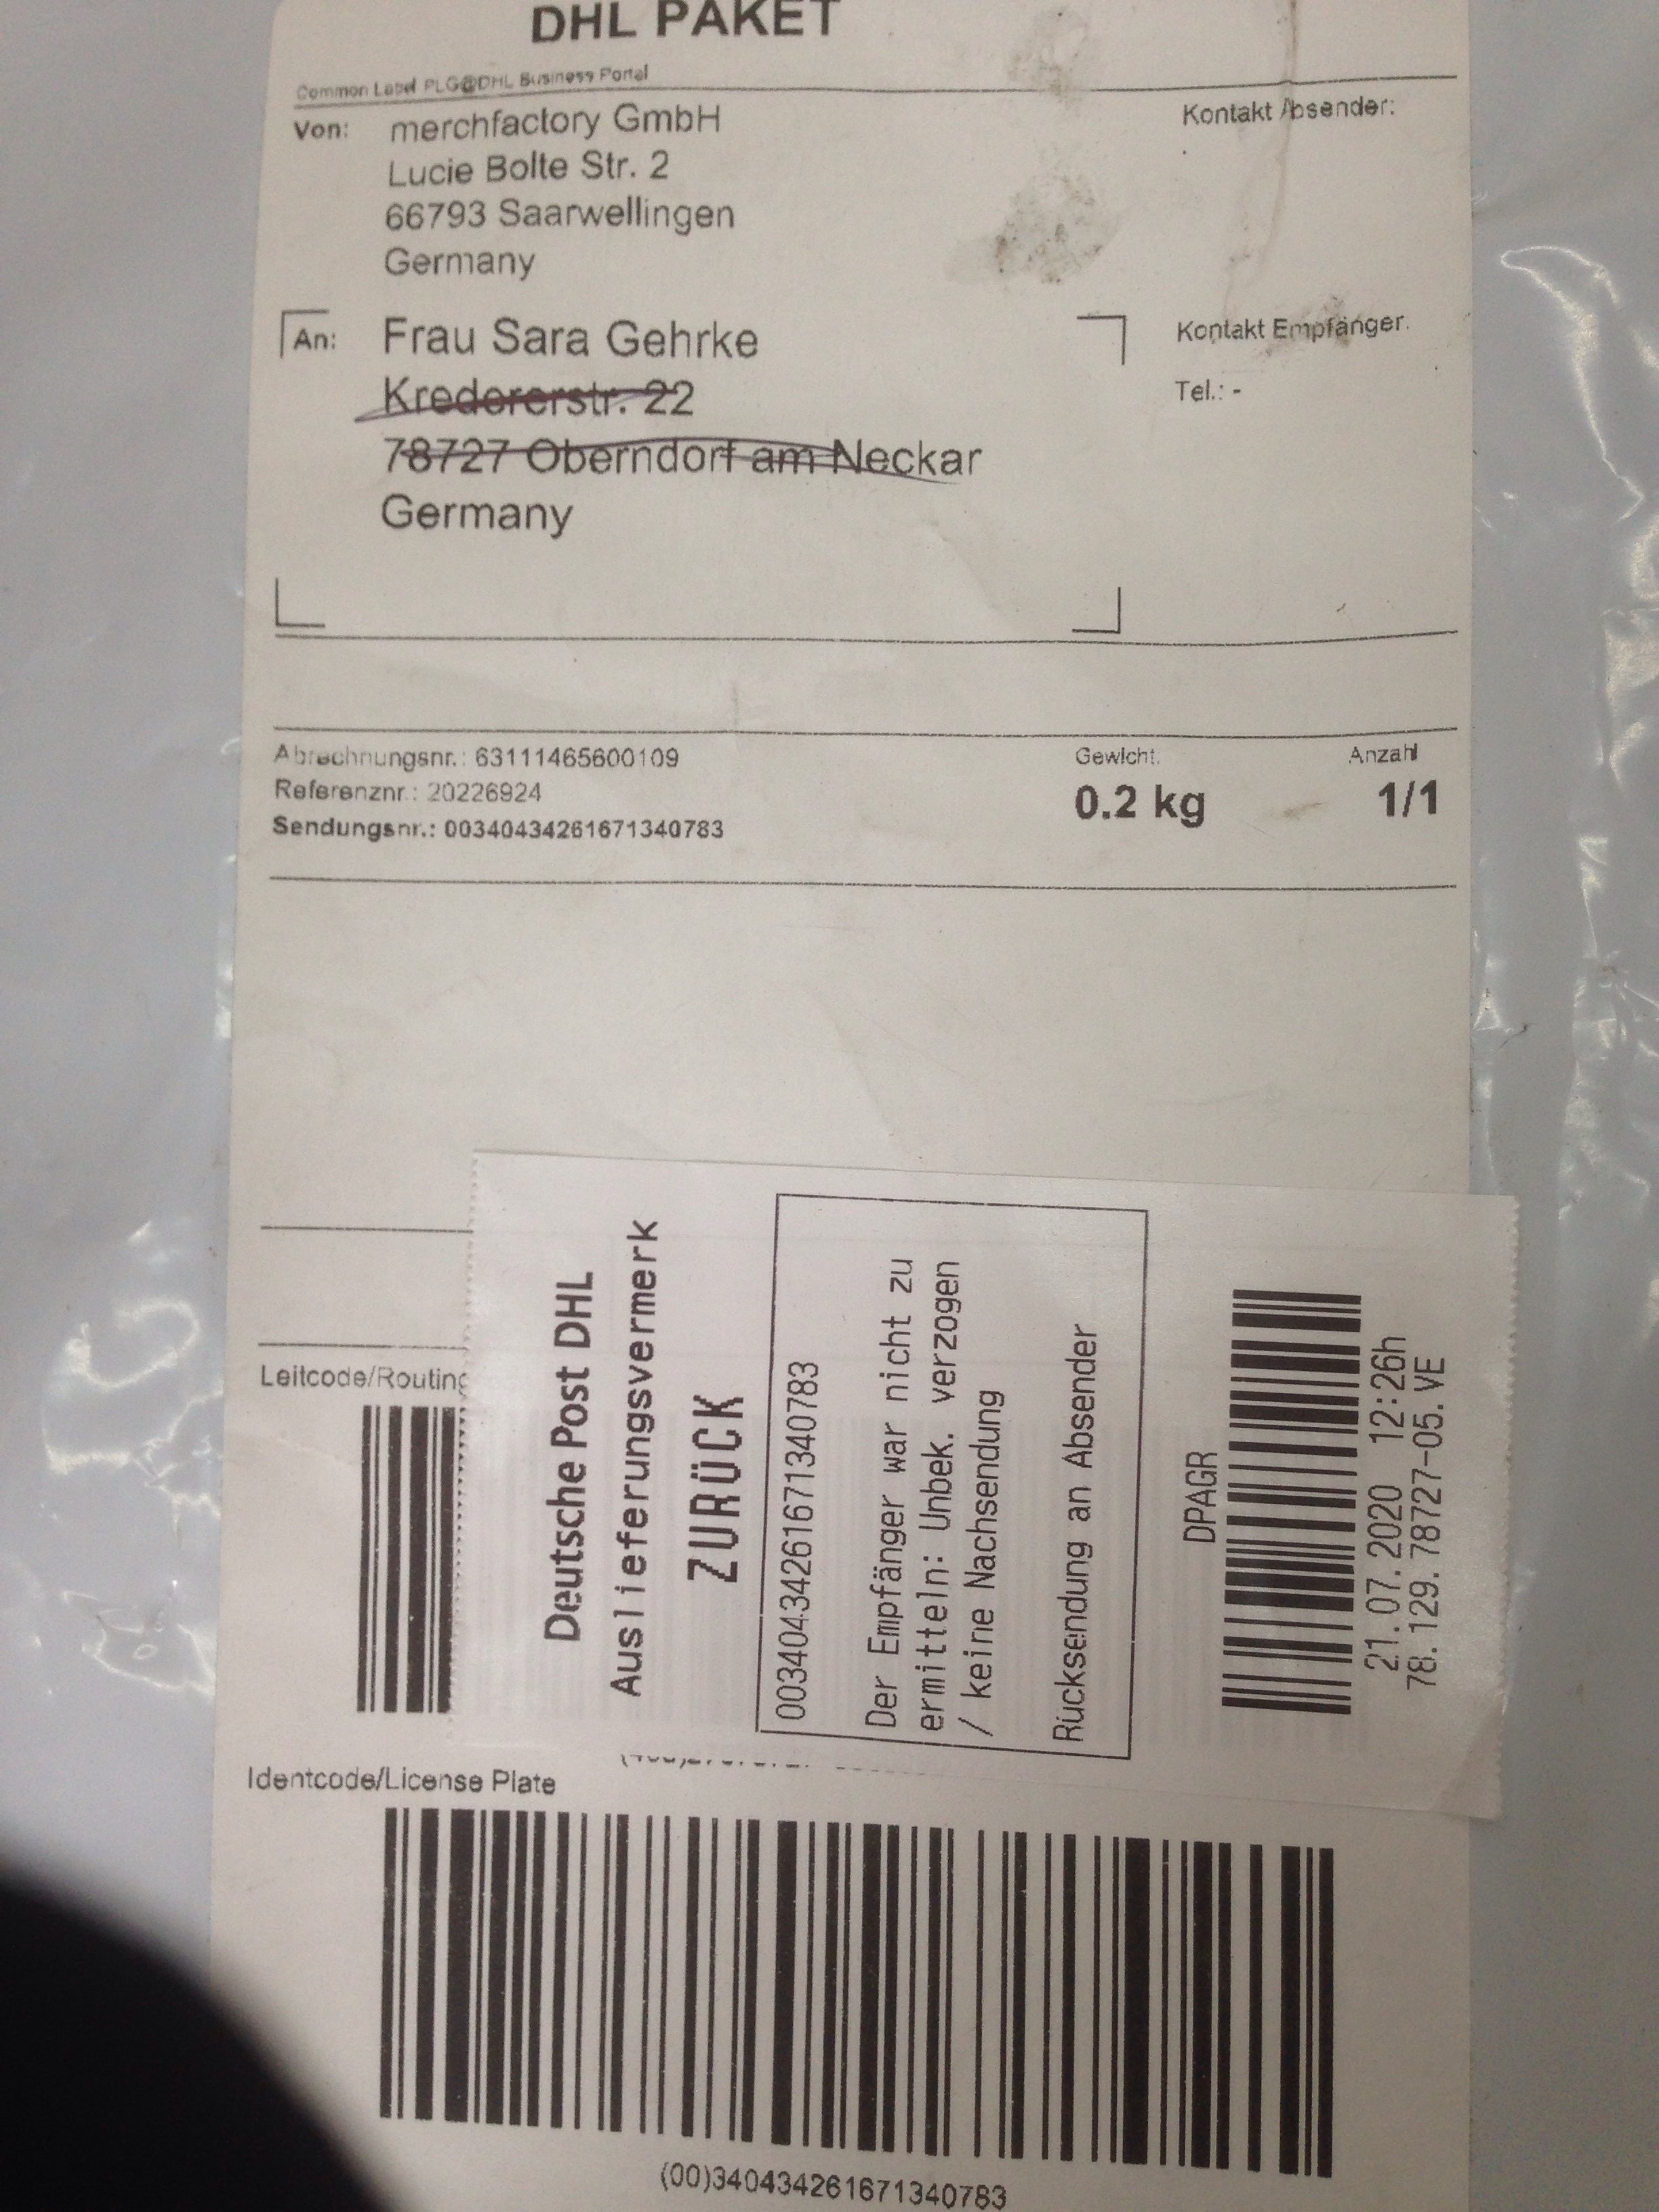 DHL PAKET
Common Label PLG@DHL Business Portal
Von: merchfactory GmbH
Kontakt Absender:
Lucie Bolte Str. 2
66793 Saarwellingen
Germany
An: Frau Sara Gehrke
Kontakt Empfänger:
Kredererstr. 22
Tel.: -
78727 Oberndorf am Neckar
Germany
Abrechnungsnr.: 63111465600109
Gewicht:
Anzahl
Referenznr.: 20226924
0.2 kg
1/1
Sendungsnr.: 00340434261671340783
Leitcode/Routing
Deutsche Post DHL
Auslieferungsvermerk
ZURÜCK
00340434261671340783
Der Empfänger war nicht zu
ermitteln: Unbek. verzogen
/ keine Nachsendung
Rücksendung an Absender
DPAGR
21.07.2020 12:26h
78.129.78727-05.VE
Identcode/License Plate
(00)340434261671340783